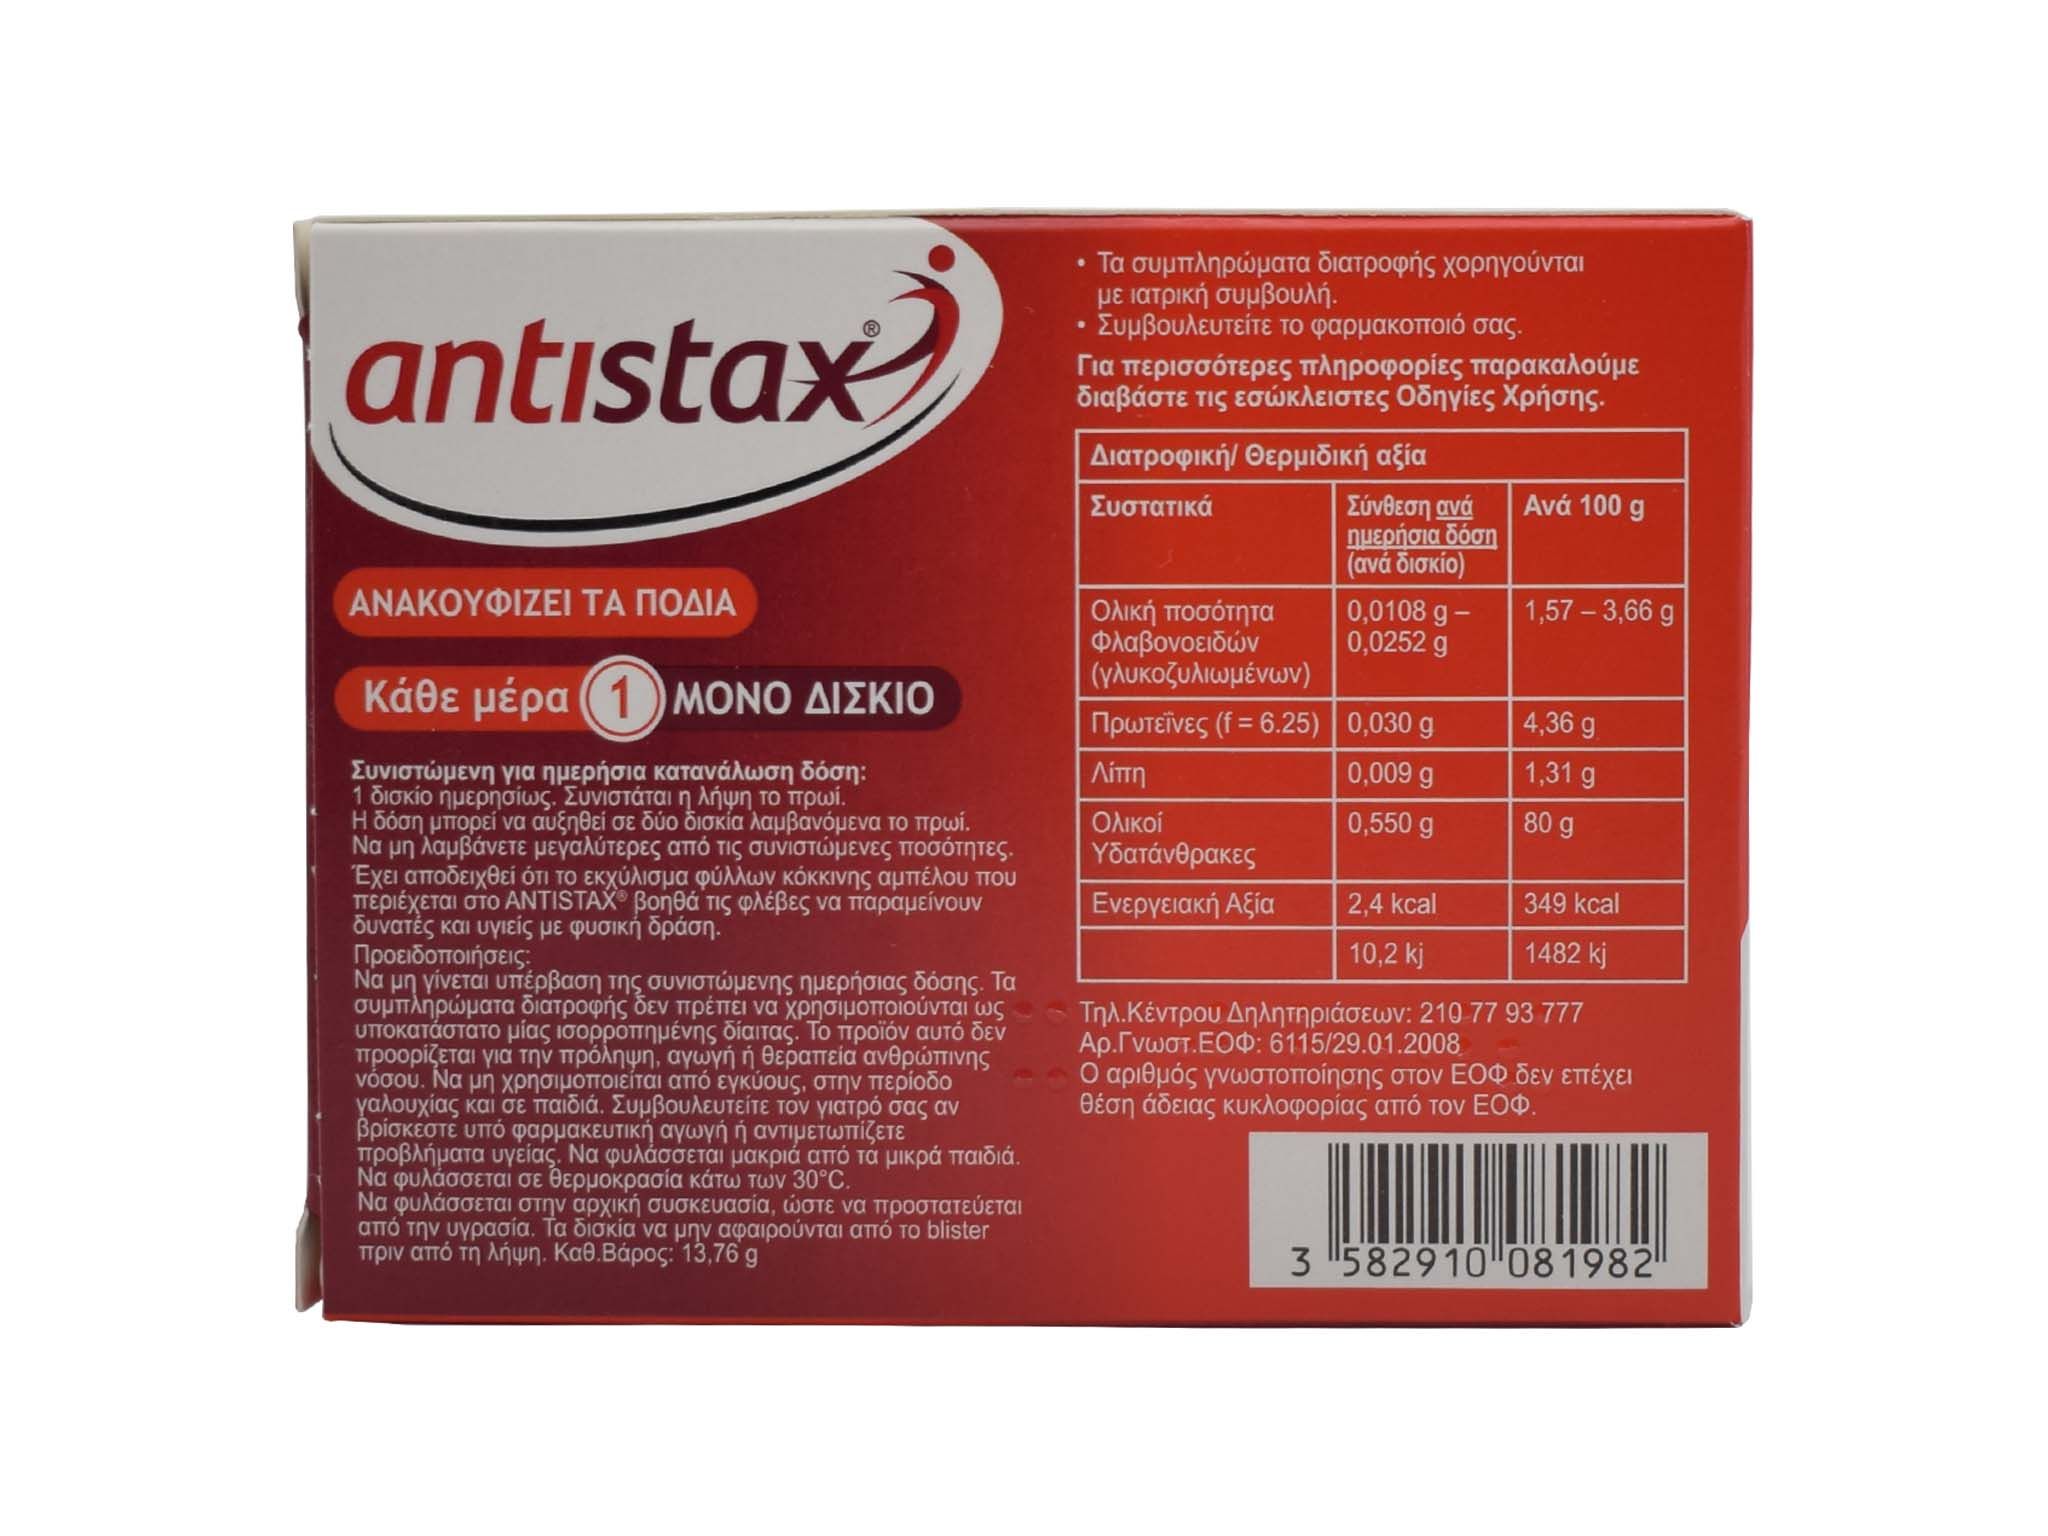 antistax®
ΑΝΑΚΟΥΦΙΖΕΙ ΤΑ ΠΟΔΙΑ
Κάθε μέρα 1 ΜΟΝΟ ΔΙΣΚΙΟ
Συνιστώμενη για ημερήσια κατανάλωση δόση:
1 δισκίο ημερησίως. Συνιστάται η λήψη το πρωί.
Η δόση μπορεί να αυξηθεί σε δύο δισκία λαμβανόμενα το πρωί.
Να μη λαμβάνετε μεγαλύτερες από τις συνιστώμενες ποσότητες.
Έχει αποδειχθεί ότι το εκχύλισμα φύλλων κόκκινης αμπέλου που
περιέχεται στο ANTISTAX® βοηθά τις φλέβες να παραμείνουν
δυνατές και υγιείς με φυσική δράση.
Προειδοποιήσεις:
Να μη γίνεται υπέρβαση της συνιστώμενης ημερήσιας δόσης. Τα
συμπληρώματα διατροφής δεν πρέπει να χρησιμοποιούνται ως
υποκατάστατο μίας ισορροπημένης δίαιτας. Το προϊόν αυτό δεν
προορίζεται για την πρόληψη, αγωγή ή θεραπεία ανθρώπινης
νόσου. Να μη χρησιμοποιείται από εγκύους, στην περίοδο
γαλουχίας και σε παιδιά. Συμβουλευτείτε τον γιατρό σας αν
βρίσκεστε υπό φαρμακευτική αγωγή ή αντιμετωπίζετε
προβλήματα υγείας. Να φυλάσσεται μακριά από τα μικρά παιδιά.
Να φυλάσσεται σε θερμοκρασία κάτω των 30°C.
Να φυλάσσεται στην αρχική συσκευασία, ώστε να προστατεύεται
από την υγρασία. Τα δισκία να μην αφαιρούνται από το blister
πριν από τη λήψη. Καθ.Βάρος: 13,76 g
• Τα συμπληρώματα διατροφής χορηγούνται
με ιατρική συμβουλή.
• Συμβουλευτείτε το φαρμακοποιό σας.
Για περισσότερες πληροφορίες παρακαλούμε
διαβάστε τις εσώκλειστες Οδηγίες Χρήσης.
Διατροφική/ Θερμιδική αξία
Συστατικά
Σύνθεση ανά
ημερήσια δόση
(ανά δισκίο)
Ανά 100 g
Ολική ποσότητα
Φλαβονοειδών
(γλυκοζυλιωμένων)
0,0108 g –
0,0252 g
1,57 – 3,66 g
Πρωτεΐνες (f = 6.25) 0,030 g 4,36 g
Λίπη 0,009 g 1,31 g
Ολικοί
Υδατάνθρακες
0,550 g 80 g
Ενεργειακή Αξία 2,4 kcal 349 kcal
10,2 kj 1482 kj
Τηλ.Κέντρου Δηλητηριάσεων: 210 77 93 777
Αρ.Γνωστ.ΕΟΦ: 6115/29.01.2008
Ο αριθμός γνωστοποίησης στον ΕΟΦ δεν επέχει
θέση άδειας κυκλοφορίας από τον ΕΟΦ.
3 582910 081982